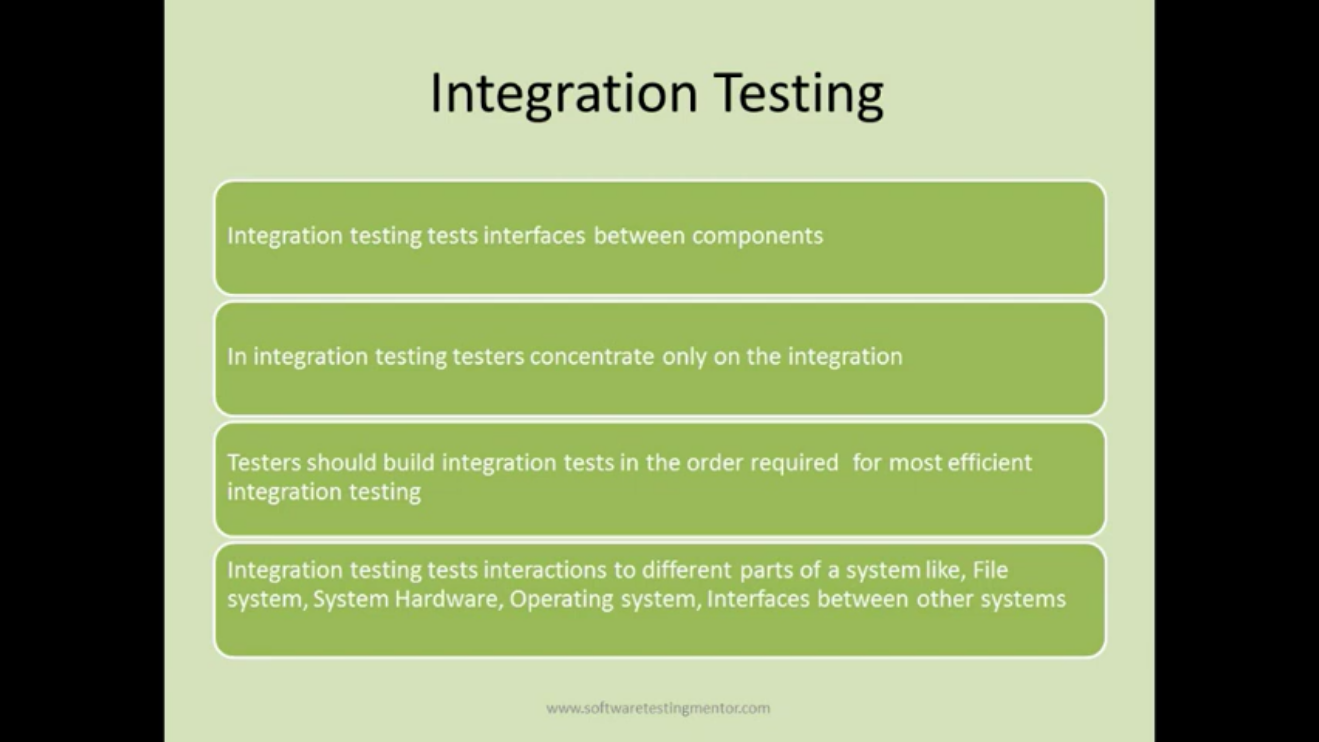 Integration Testing
Integration testing tests interfaces between components
In integration testing testers concentrate only on the integration
Testers should build integration tests in the order required  for most efficient
integration testing
Integration testing tests interactions to different parts of a system like, File
system, System Hardware, Operating system, Interfaces between other systems
www.softwaretestingmentor.com